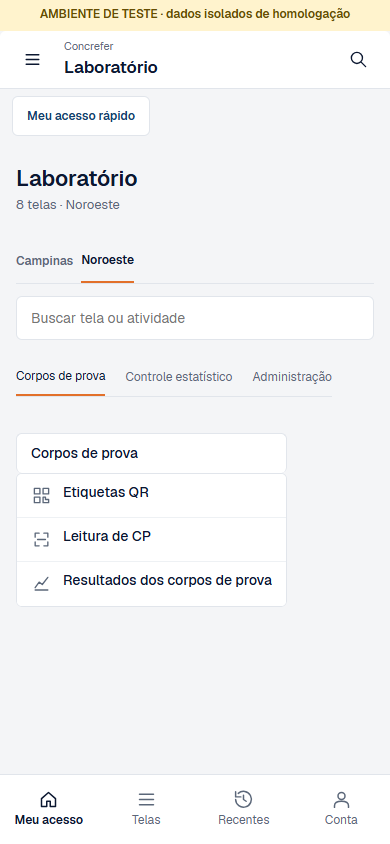 AMBIENTE DE TESTE · dados isolados de homologação
Concrefer
Laboratório
Meu acesso rápido
Laboratório
8 telas · Noroeste
Campinas Noroeste
Buscar tela ou atividade
Corpos de prova Controle estatístico Administração
Corpos de prova
Etiquetas QR
Leitura de CP
Resultados dos corpos de prova
Meu acesso Telas Recentes Conta